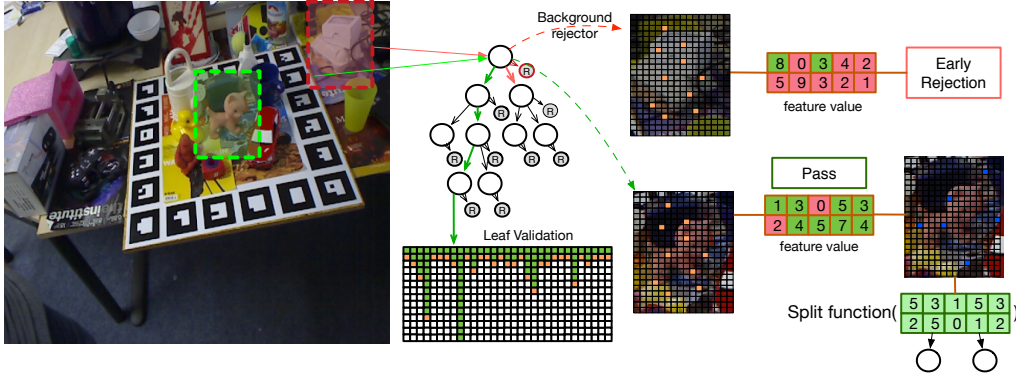 Background
rejector
R
R
R
R
R
R
R
R
R
Leaf Validation
8 0 3 4 2
5 9 3 2 1
feature value
Early
Rejection
Pass
1 3 0 5 3
2 4 5 7 4
feature value
Split function(
5 3 1 5 3
2 5 0 1 2
)
institute